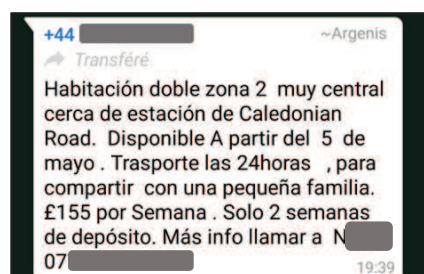 +44 ~Argenis
Transféré
Habitación doble zona 2 muy central
cerca de estación de Caledonian
Road. Disponible A partir del 5 de
mayo . Trasporte las 24horas , para
compartir con una pequeña familia.
£155 por Semana . Solo 2 semanas
de depósito. Más info llamar a N
07
19:39